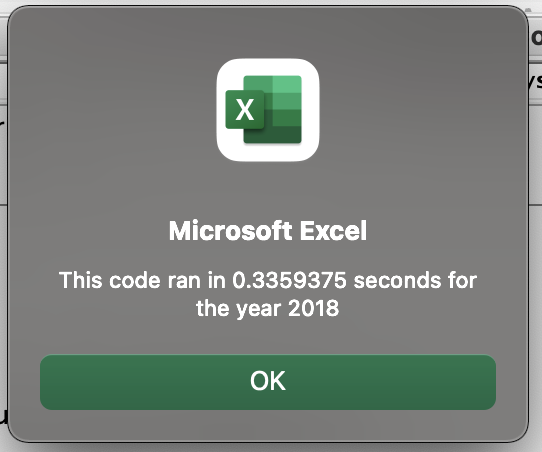 X
Microsoft Excel
This code ran in 0.3359375 seconds for
the year 2018
OK